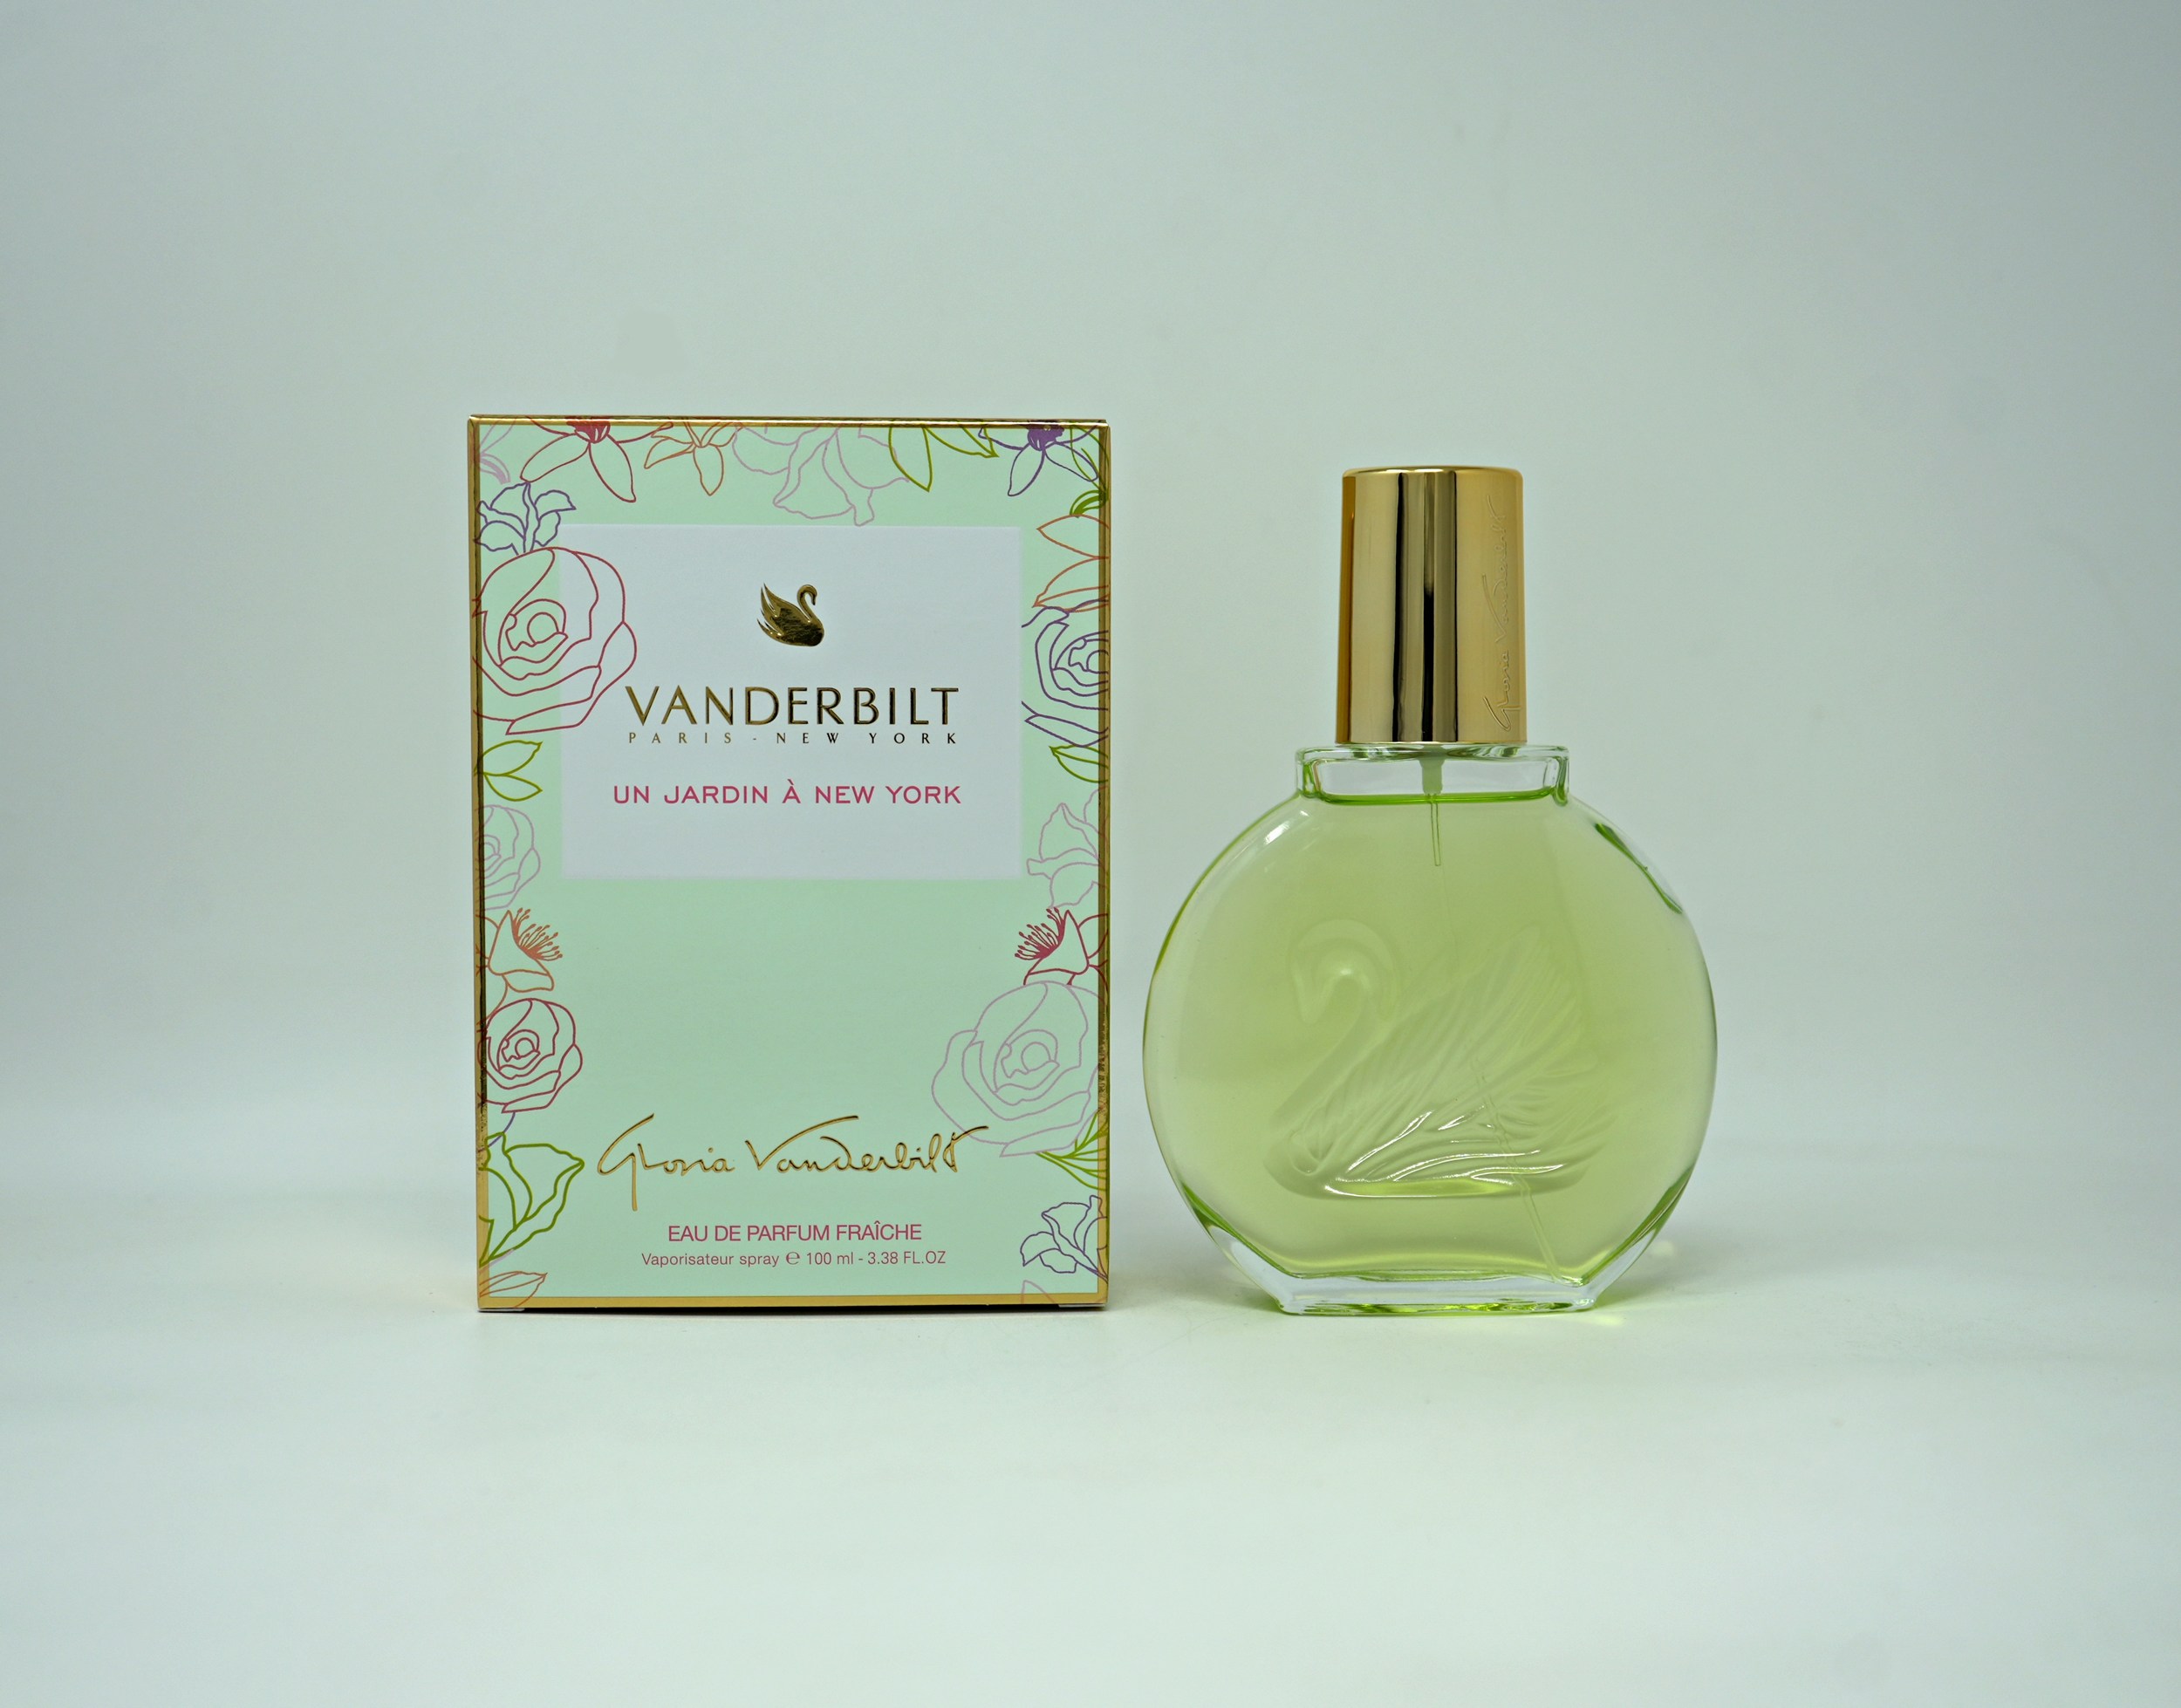 VANDERBILT
PARIS - NEW YORK
UN JARDIN À NEW YORK
Gloria Vanderbilt
EAU DE PARFUM FRAÎCHE
Vaporisateur spray ℮ 100 ml - 3.38 FL.OZ
Gloria Vanderbilt